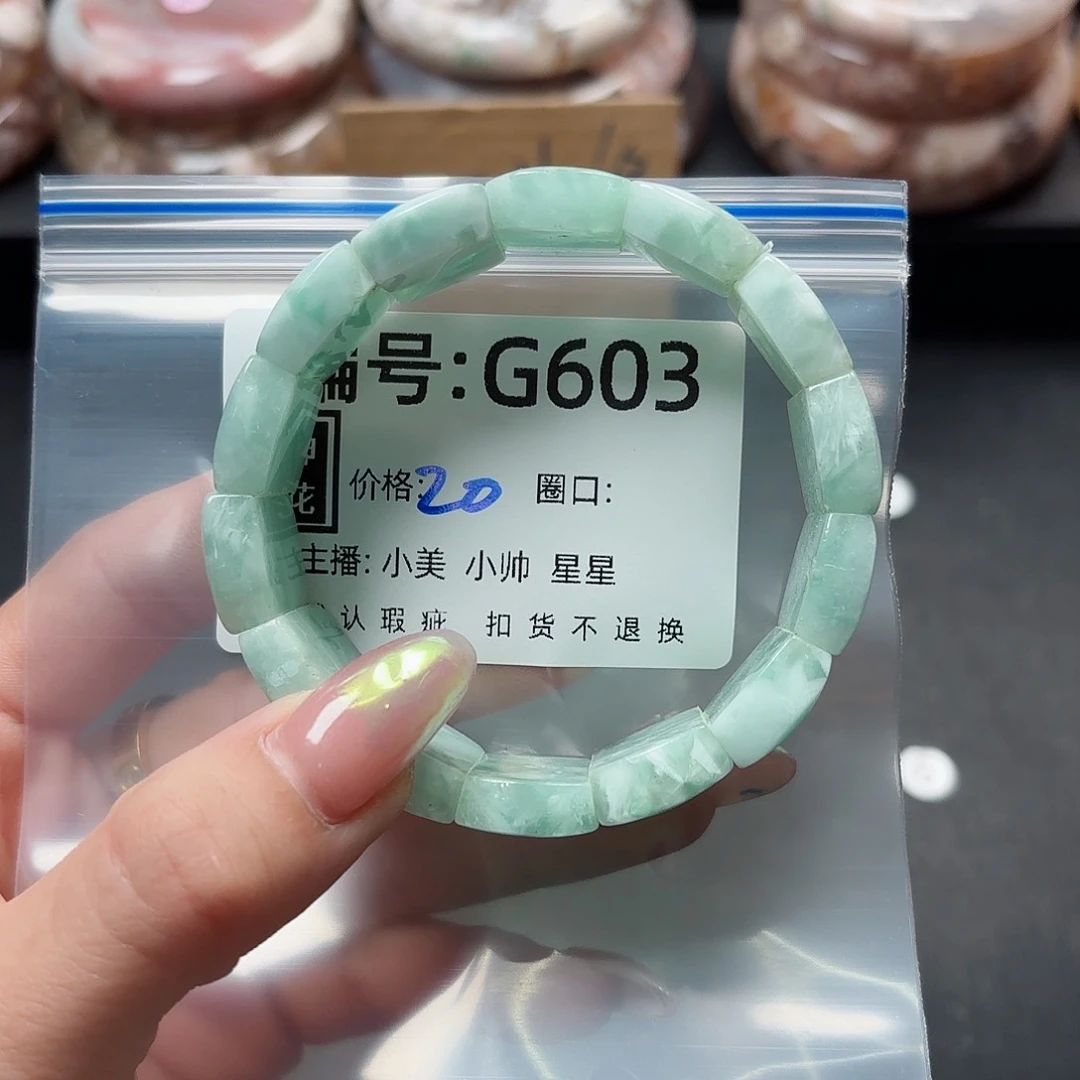 号:G603
价格:20 圈口:
主播: 小美 小帅 星星
认瑕疵 扣货不退换